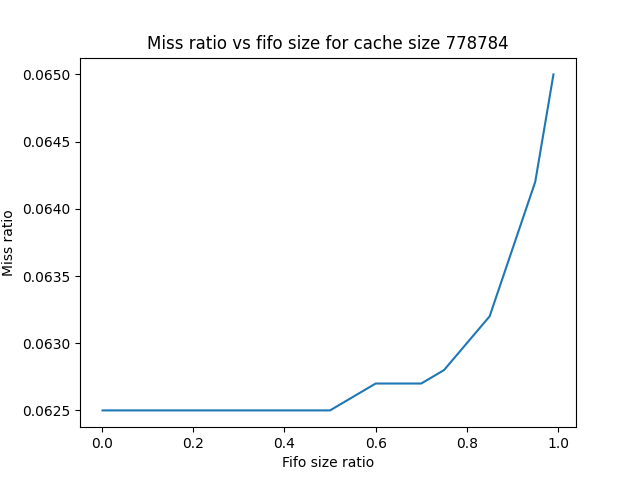 Miss ratio vs fifo size for cache size 778784
0.0650
0.0645
0.0640
0.0635
0.0630
0.0625
Miss ratio
0.0 0.2 0.4 0.6 0.8 1.0
Fifo size ratio